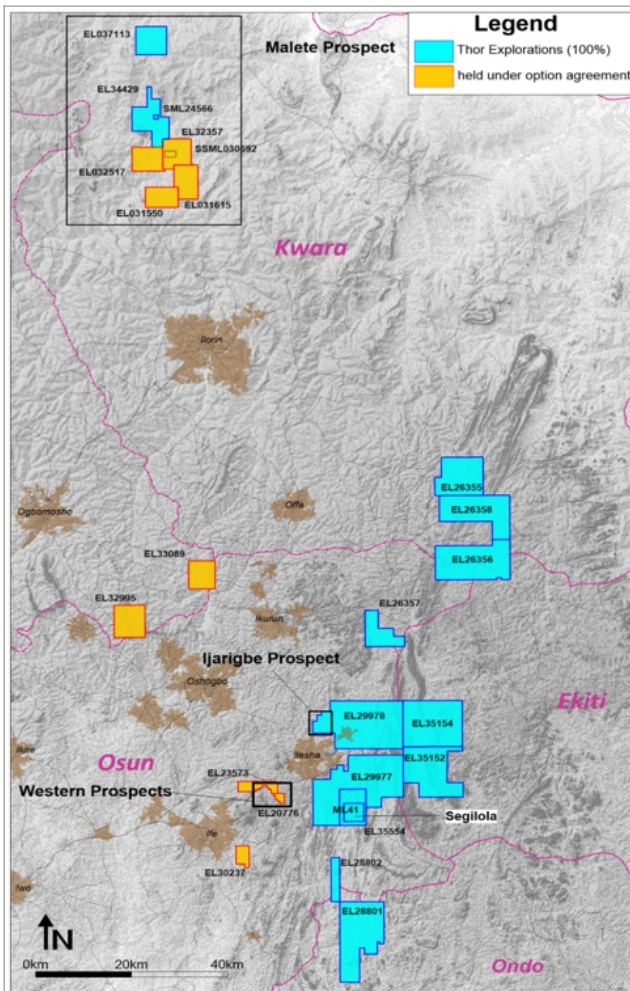 Legend
Thor Explorations (100%)
held under option agreement
EL037113
Malete Prospect
EL34429
SML24566
EL32357
SSML030592
EL032517
EL031615
EL031550
Kwara
Ilorin
EL26355
Ogbomosho
Offa
EL26358
EL33089
EL26356
EL32995
EL26357
Ikurun
Ijarigbe Prospect
Oshogbo
Ekiti
EL29978
EL35154
Ikire
Osun
Ilesha
EL35152
EL23573
EL29977
Western Prospects
EL20776
ML41
Segilola
EL35554
Ife
EL28802
EL30237
Iwo
EL28801
N
Ondo
0km
20km
40km